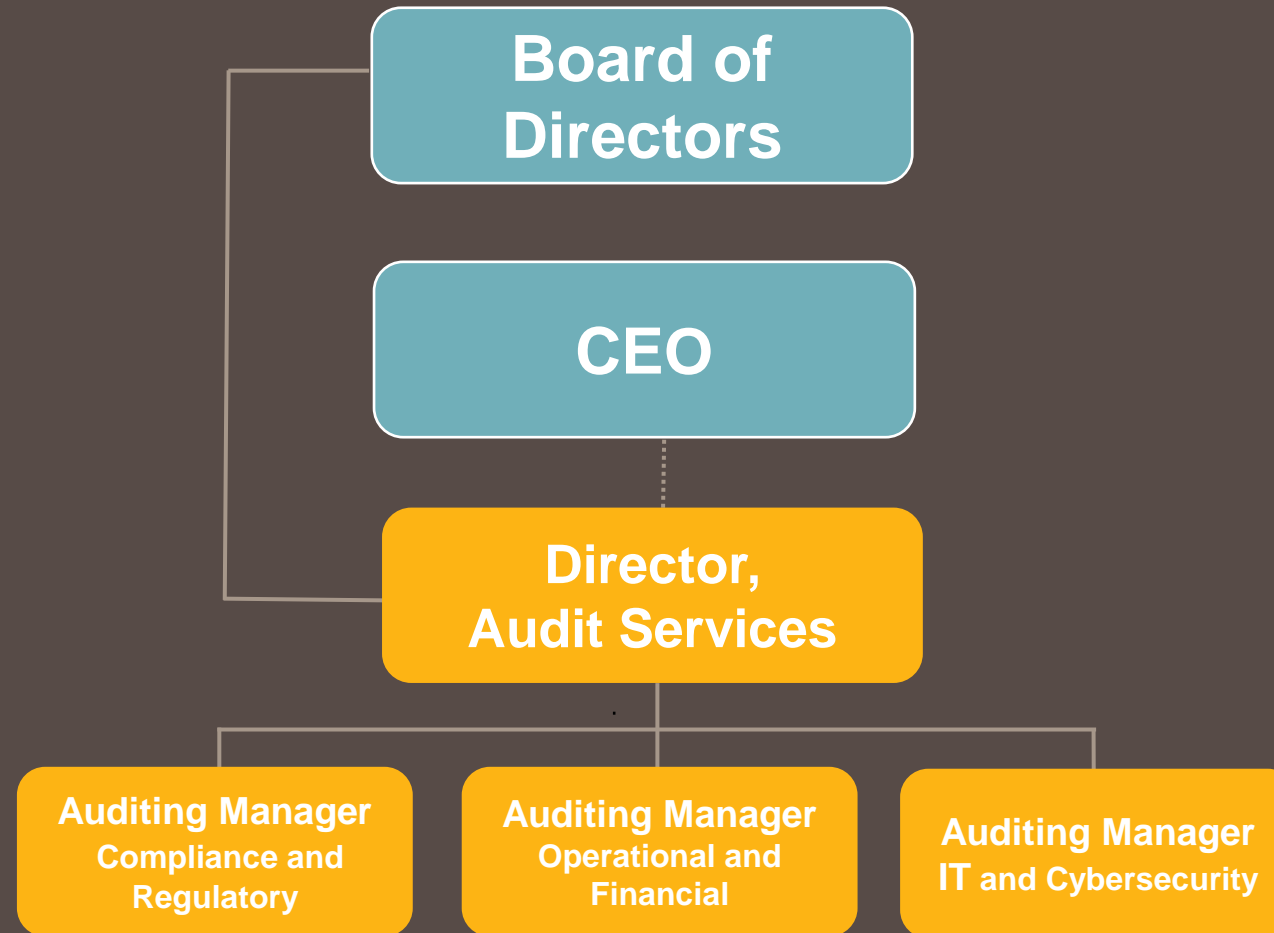 Board of
Directors
CEO
Director,
Audit Services
Auditing Manager
Compliance and
Regulatory
Auditing Manager
Operational and
Financial
Auditing Manager
IT and Cybersecurity